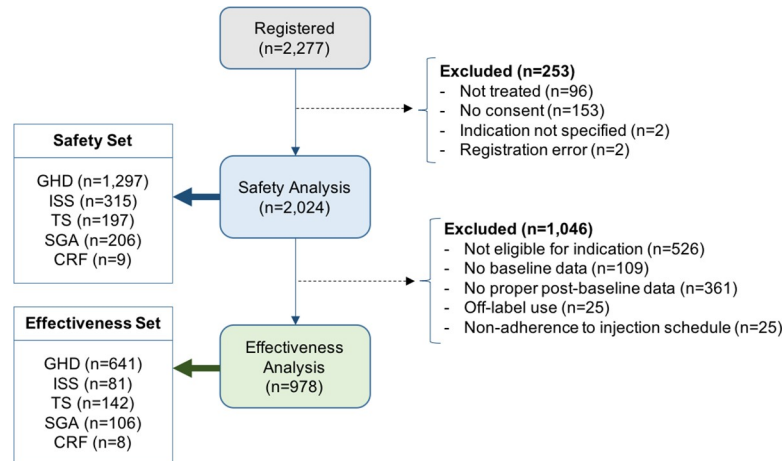 Registered
(n=2,277)
Excluded (n=253)
- Not treated (n=96)
- No consent (n=153)
- Indication not specified (n=2)
- Registration error (n=2)
Safety Set
GHD (n=1,297)
ISS (n=315)
TS (n=197)
SGA (n=206)
CRF (n=9)
Safety Analysis
(n=2,024)
Excluded (n=1,046)
- Not eligible for indication (n=526)
- No baseline data (n=109)
- No proper post-baseline data (n=361)
- Off-label use (n=25)
- Non-adherence to injection schedule (n=25)
Effectiveness Set
GHD (n=641)
ISS (n=81)
TS (n=142)
SGA (n=106)
CRF (n=8)
Effectiveness
Analysis
(n=978)